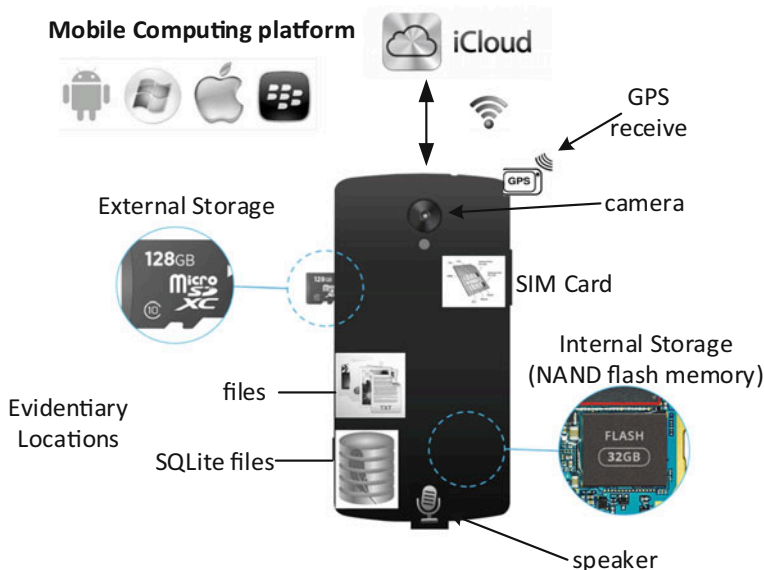 Mobile Computing platform
iCloud
GPS
receive
GPS
camera
External Storage
128GB
Micro
XC
10
128GB
SIM Card
Internal Storage
(NAND flash memory)
FLASH
32GB
files
TXT
Evidentiary
Locations
SQLite files
speaker